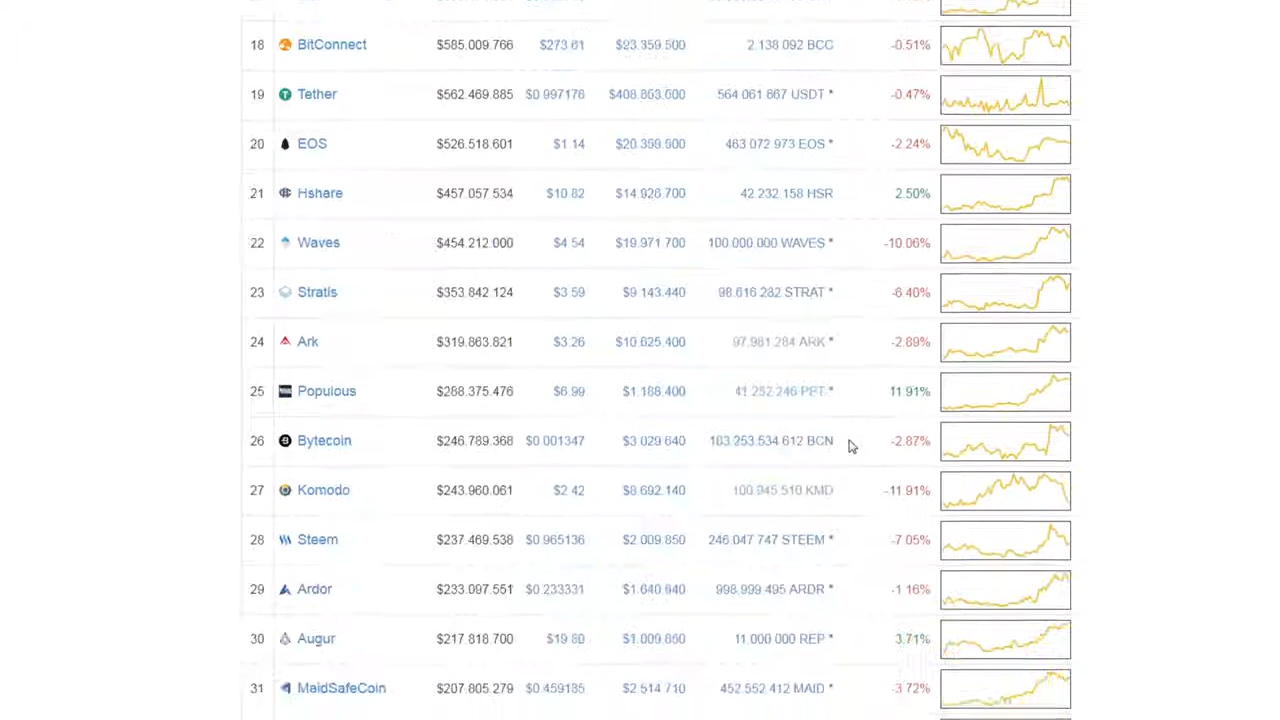 18 BitConnect $585.009.766 $273.61 $23.359.500 2.138.092 BCC -0.51%
19 Tether $562.469.885 $0.997176 $408.863.000 564.061.667 USDT * -0.47%
20 EOS $526.518.601 $1.14 $20.359.500 463.072.973 EOS * -2.24%
21 Hshare $457.057.534 $10.82 $14.928.700 42.232.158 HSR 2.50%
22 Waves $454.212.000 $4.54 $19.971.700 100.000.000 WAVES * -10.06%
23 Stratis $353.842.124 $3.59 $9.143.440 98.616.282 STRAT * -6.40%
24 Ark $319.863.821 $3.26 $10.625.400 97.981.284 ARK * -2.89%
25 Populous $288.375.476 $6.99 $1.188.400 41.252.246 PPT * 11.91%
26 Bytecoin $246.789.368 $0.001347 $3.029.640 183.253.534.612 BCN -2.87%
27 Komodo $243.960.061 $2.42 $8.692.140 100.945.510 KMD -11.91%
28 Steem $237.469.538 $0.965136 $2.009.850 246.047.747 STEEM * -7.05%
29 Ardor $233.097.551 $0.233331 $1.640.940 998.999.495 ARDR * -1.16%
30 Augur $217.818.700 $19.80 $1.009.860 11.000.000 REP * 3.71%
31 MaidSafeCoin $207.805.279 $0.459185 $2.514.710 452.552.412 MAID * -3.72%